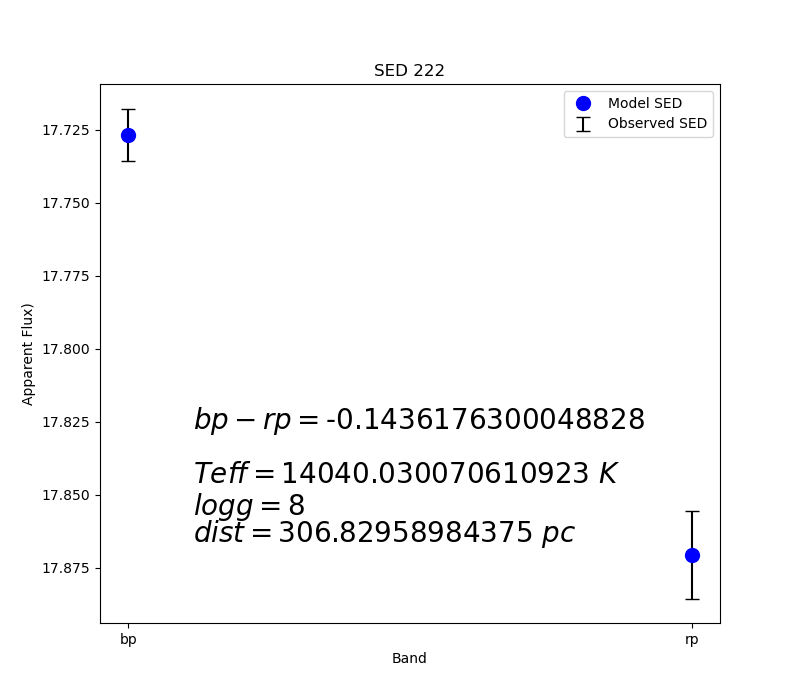 SED 222
Model SED
Observed SED
17.725
17.750
17.775
17.800
17.825
17.850
17.875
Apparent Flux)
bp − rp = -0.1436176300048828
Teff = 14040.030070610923 K
logg = 8
dist = 306.82958984375 pc
bp
rp
Band